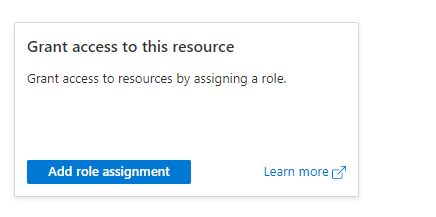 Grant access to this resource
Grant access to resources by assigning a role.
Add role assignment
Learn more